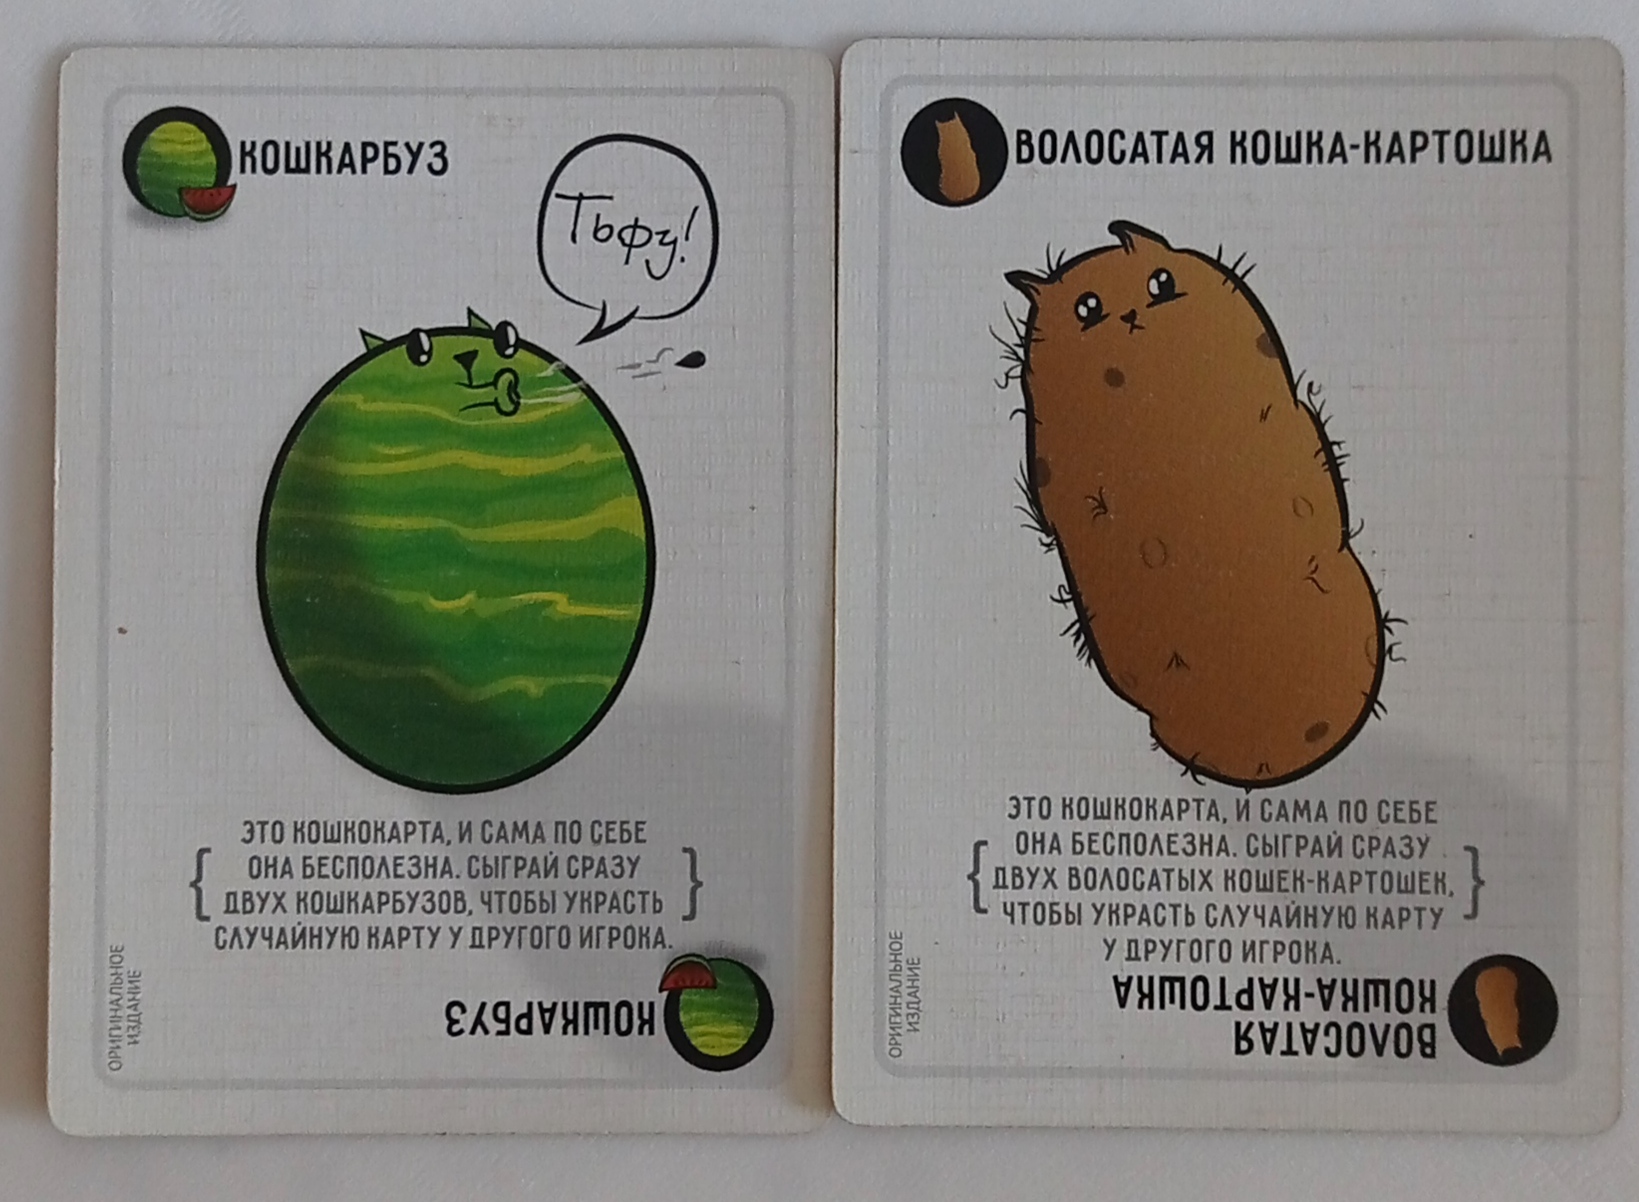 КОШКАРБУЗ
Тьфу!
ЭТО КОШКОКАРТА, И САМА ПО СЕБЕ
ОНА БЕСПОЛЕЗНА. СЫГРАЙ СРАЗУ
ДВУХ КОШКАРБУЗОВ, ЧТОБЫ УКРАСТЬ
СЛУЧАЙНУЮ КАРТУ У ДРУГОГО ИГРОКА.
ОРИГИНАЛЬНОЕ
ИЗДАНИЕ
КОШКАРБУЗ
ВОЛОСАТАЯ КОШКА-КАРТОШКА
ЭТО КОШКОКАРТА, И САМА ПО СЕБЕ
ОНА БЕСПОЛЕЗНА. СЫГРАЙ СРАЗУ
ДВУХ ВОЛОСАТЫХ КОШЕК-КАРТОШЕК,
ЧТОБЫ УКРАСТЬ СЛУЧАЙНУЮ КАРТУ
У ДРУГОГО ИГРОКА.
ОРИГИНАЛЬНОЕ
ИЗДАНИЕ
ВОЛОСАТАЯ
КОШКА-КАРТОШКА